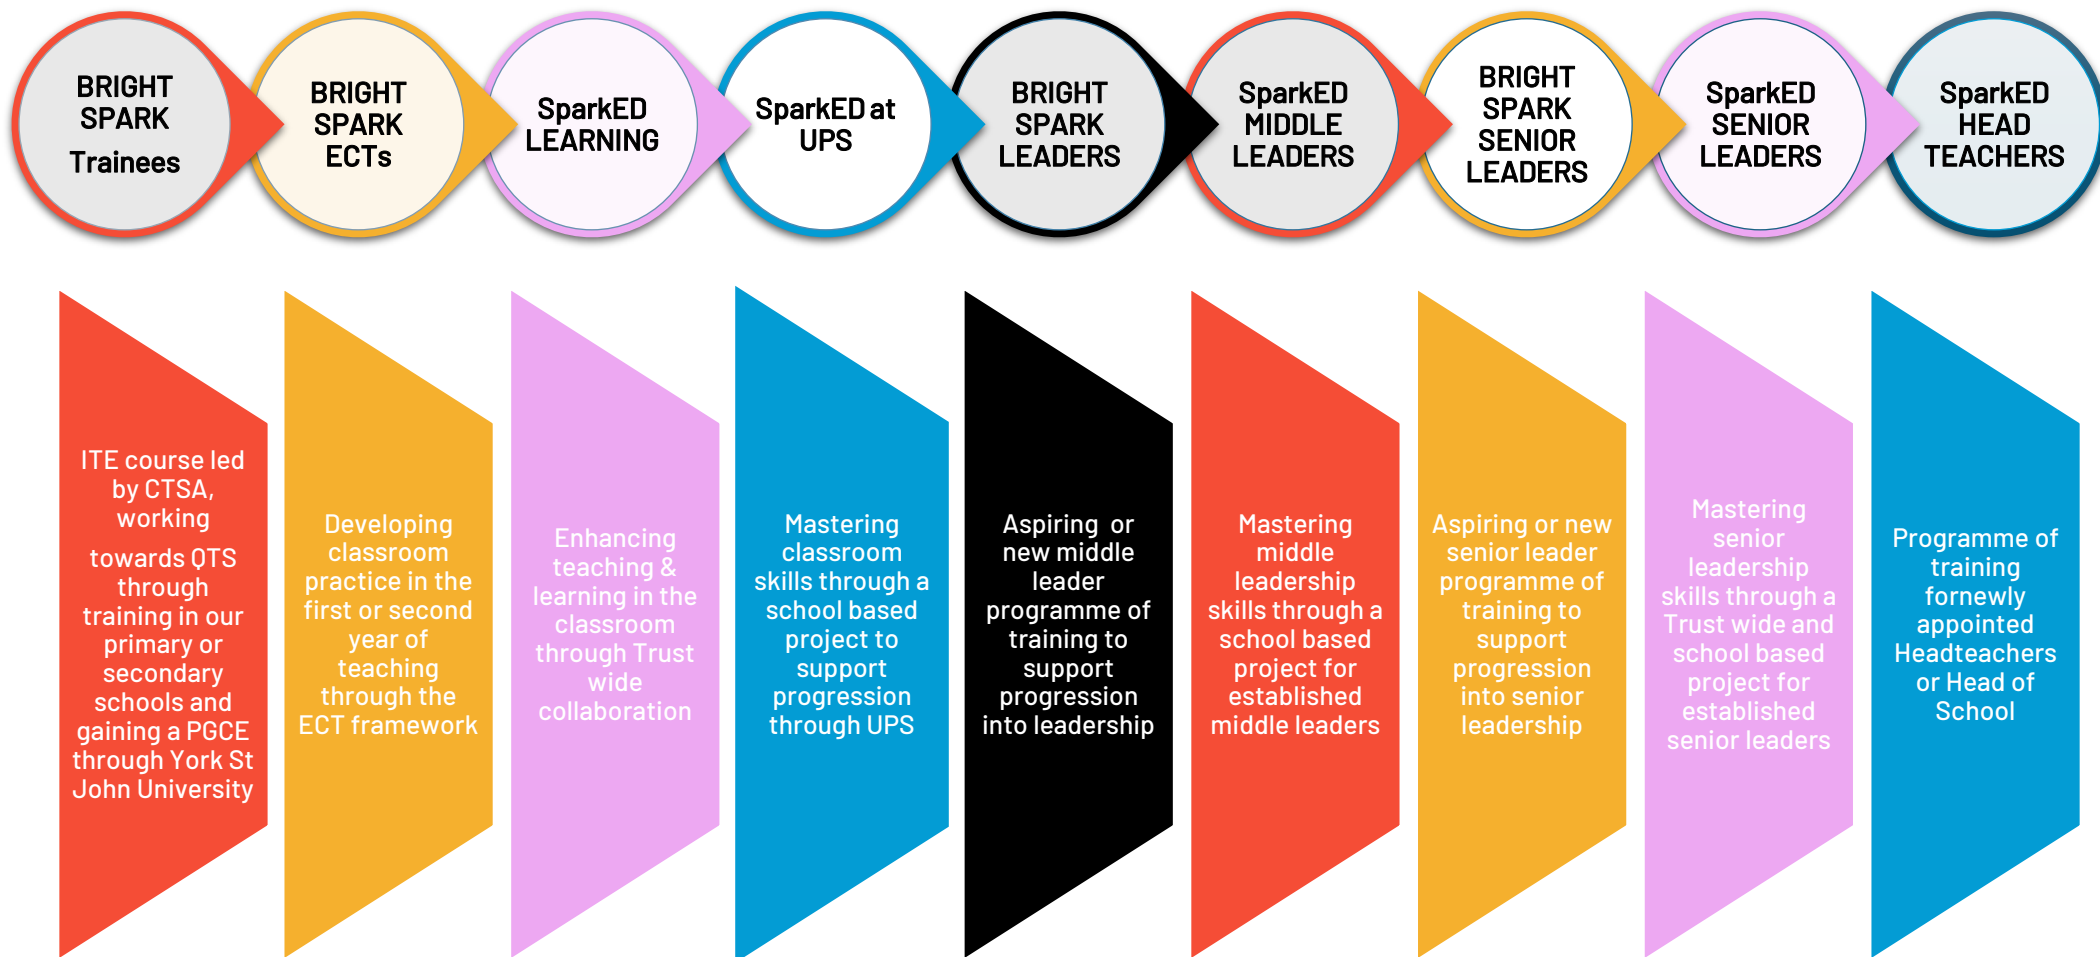 BRIGHT
SPARK
Trainees
BRIGHT
SPARK
ECTs
SparkED
LEARNING
SparkED at
UPS
BRIGHT
SPARK
LEADERS
SparkED
MIDDLE
LEADERS
BRIGHT
SPARK
SENIOR
LEADERS
SparkED
SENIOR
LEADERS
SparkED
HEAD
TEACHERS
ITE course led
by CTSA,
working
towards QTS
through
training in our
primary or
secondary
schools and
gaining a PGCE
through York St
John University
Developing
classroom
practice in the
first or second
year of
teaching
through the
ECT framework
Enhancing
teaching &
learning in the
classroom
through Trust
wide
collaboration
Mastering
classroom
skills through a
school based
project to
support
progression
through UPS
Aspiring or
new middle
leader
programme of
training to
support
progression
into leadership
Mastering
middle
leadership
skills through a
school based
project for
established
middle leaders
Aspiring or new
senior leader
programme of
training to
support
progression
into senior
leadership
Mastering
senior
leadership
skills through a
Trust wide and
school based
project for
established
senior leaders
Programme of
training
fornewly
appointed
Headteachers
or Head of
School